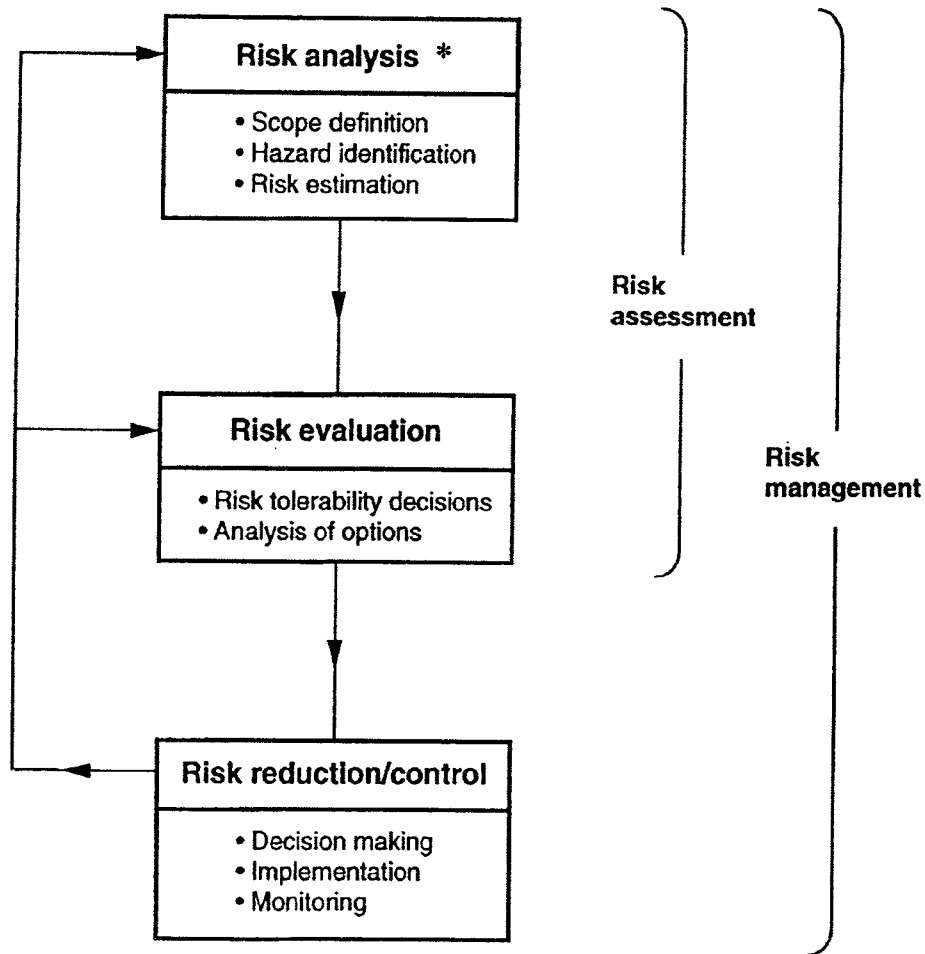 Risk analysis *
• Scope definition
• Hazard identification
• Risk estimation
Risk
assessment
Risk evaluation
• Risk tolerability decisions
• Analysis of options
Risk
management
Risk reduction/control
• Decision making
• Implementation
• Monitoring